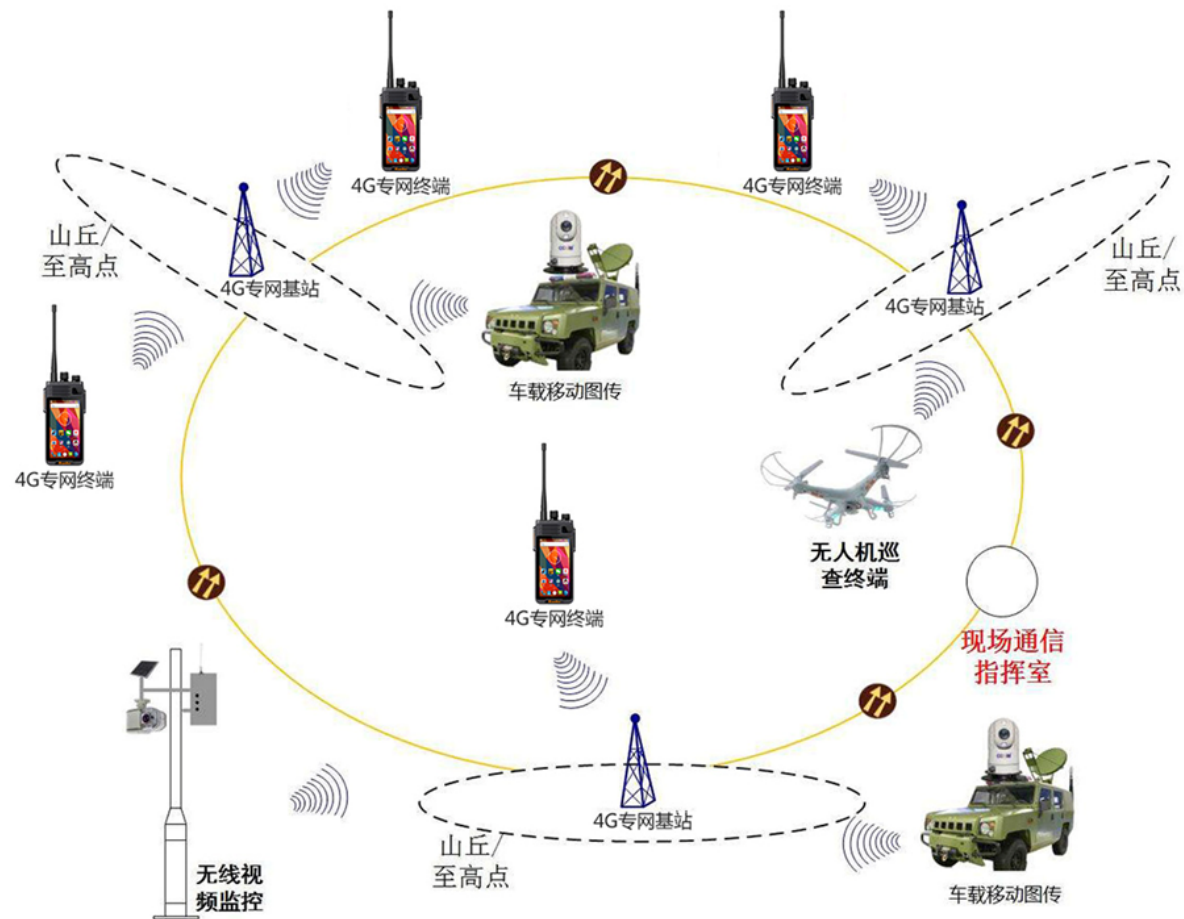 4G专网终端
4G专网终端
山丘/
至高点
4G专网基站
山丘/
至高点
4G专网基站
车载移动图传
4G专网终端
无人机巡
查终端
4G专网终端
现场通信
指挥室
4G专网基站
山丘/
至高点
无线视
频监控
车载移动图传